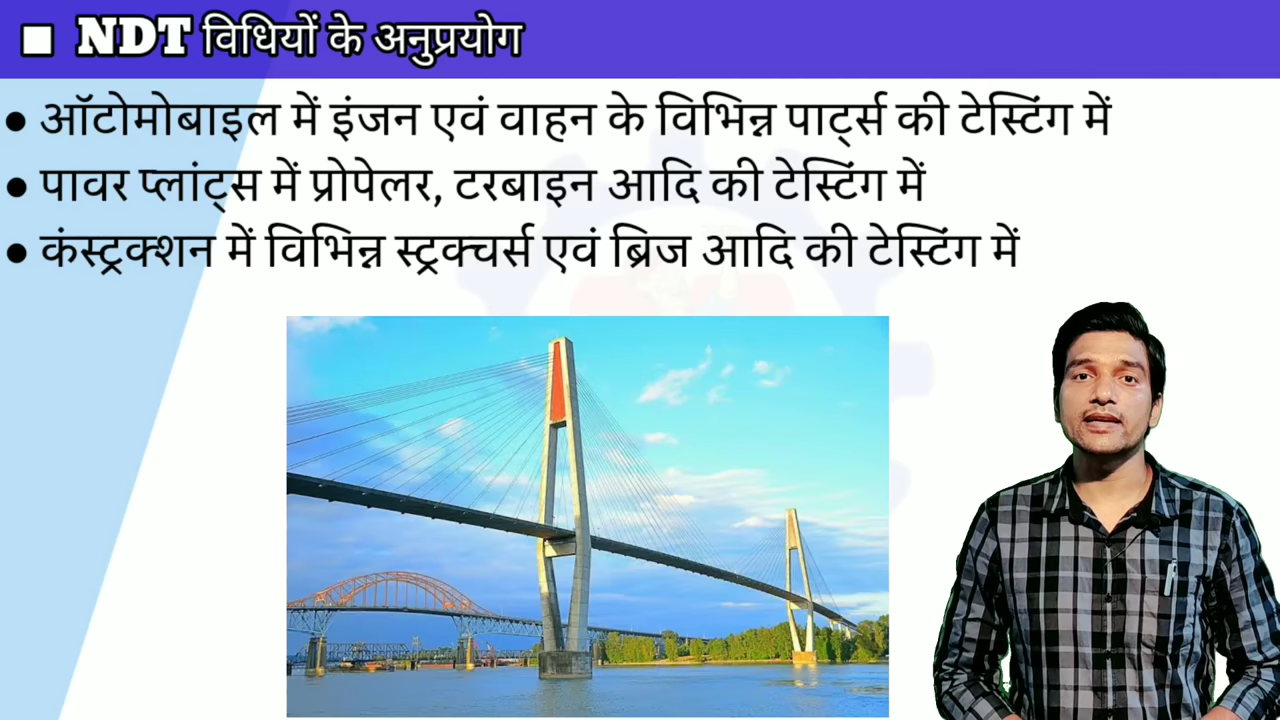 ■ NDT विधियों के अनुप्रयोग
● ऑटोमोबाइल में इंजन एवं वाहन के विभिन्न पार्ट्स की टेस्टिंग में
● पावर प्लांट्स में प्रोपेलर, टरबाइन आदि की टेस्टिंग में
● कंस्ट्रक्शन में विभिन्न स्ट्रक्चर्स एवं ब्रिज आदि की टेस्टिंग में